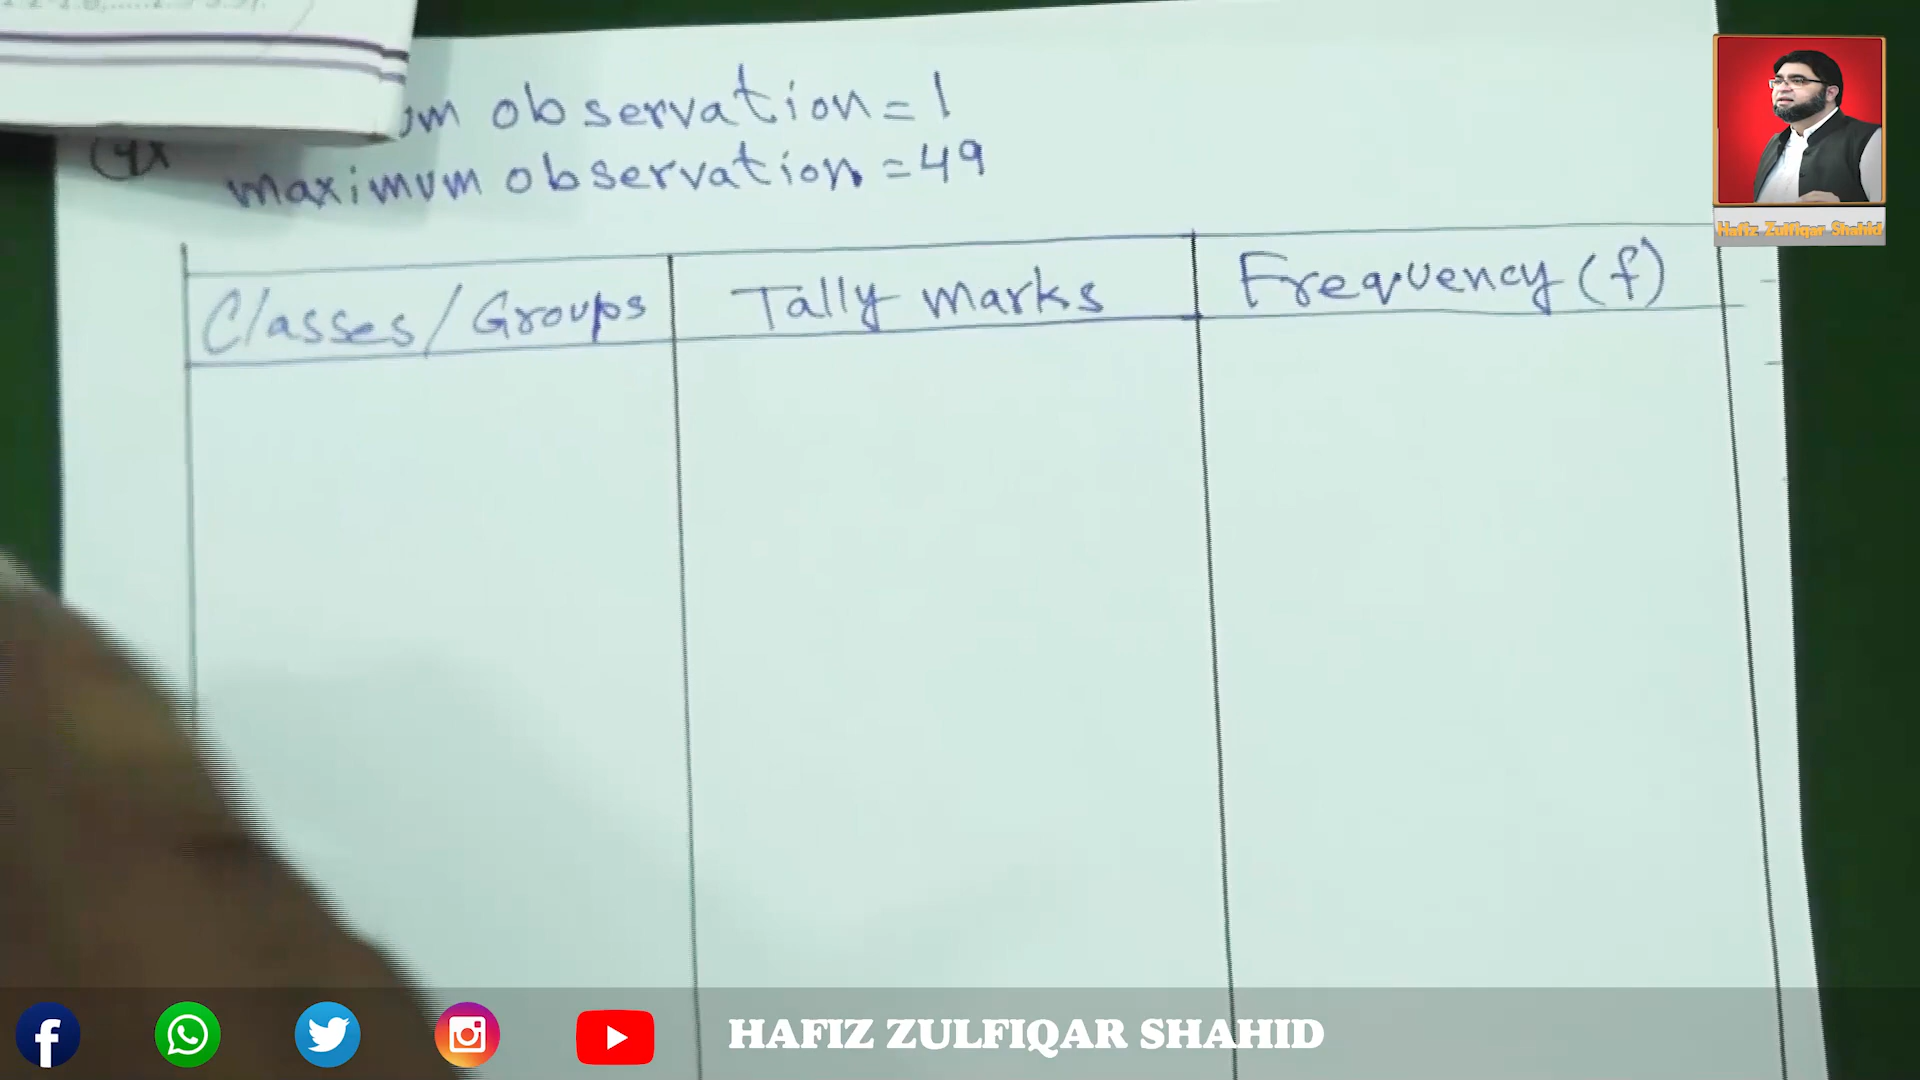 um observation = 1
maximum observation = 49
Classes/Groups Tally marks Frequency (f)
Hafiz Zulfiqar Shahid
HAFIZ ZULFIQAR SHAHID